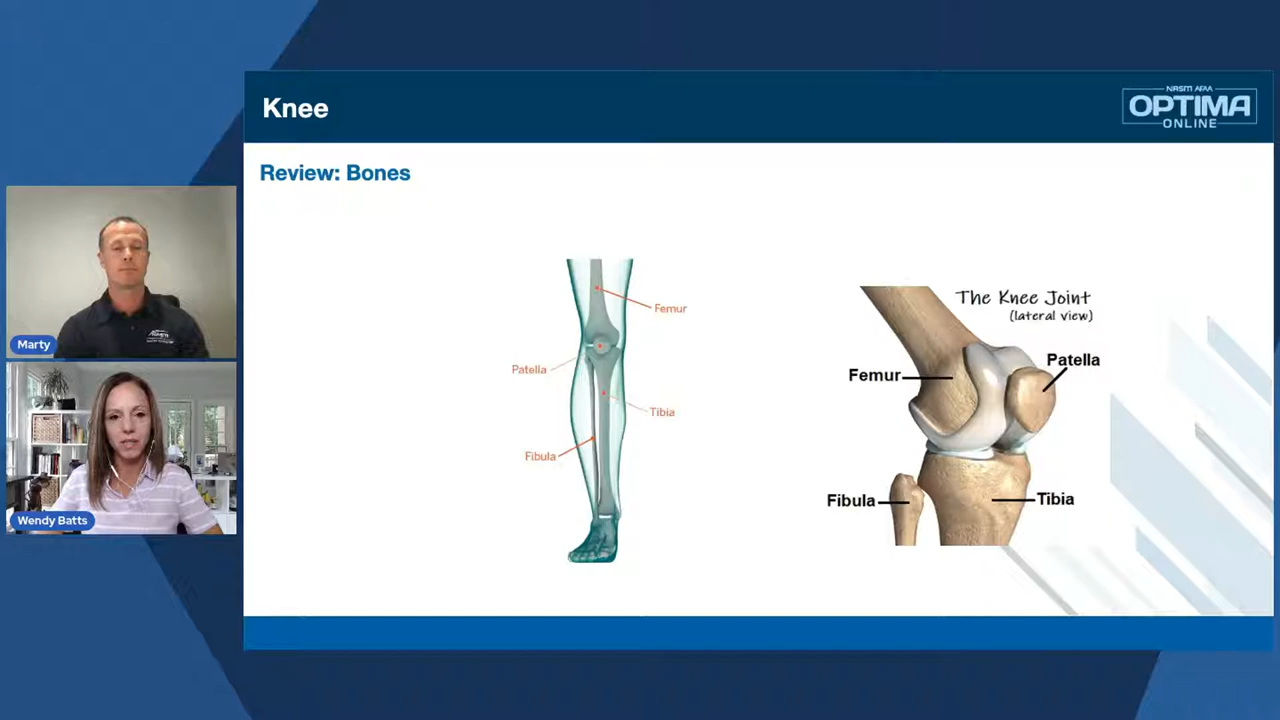 Knee
NASM AFAA
OPTIMA
ONLINE
Review: Bones
Femur
Patella
Tibia
Fibula
The Knee Joint
(lateral view)
Patella
Femur
Fibula
Tibia
Marty
Wendy Batts